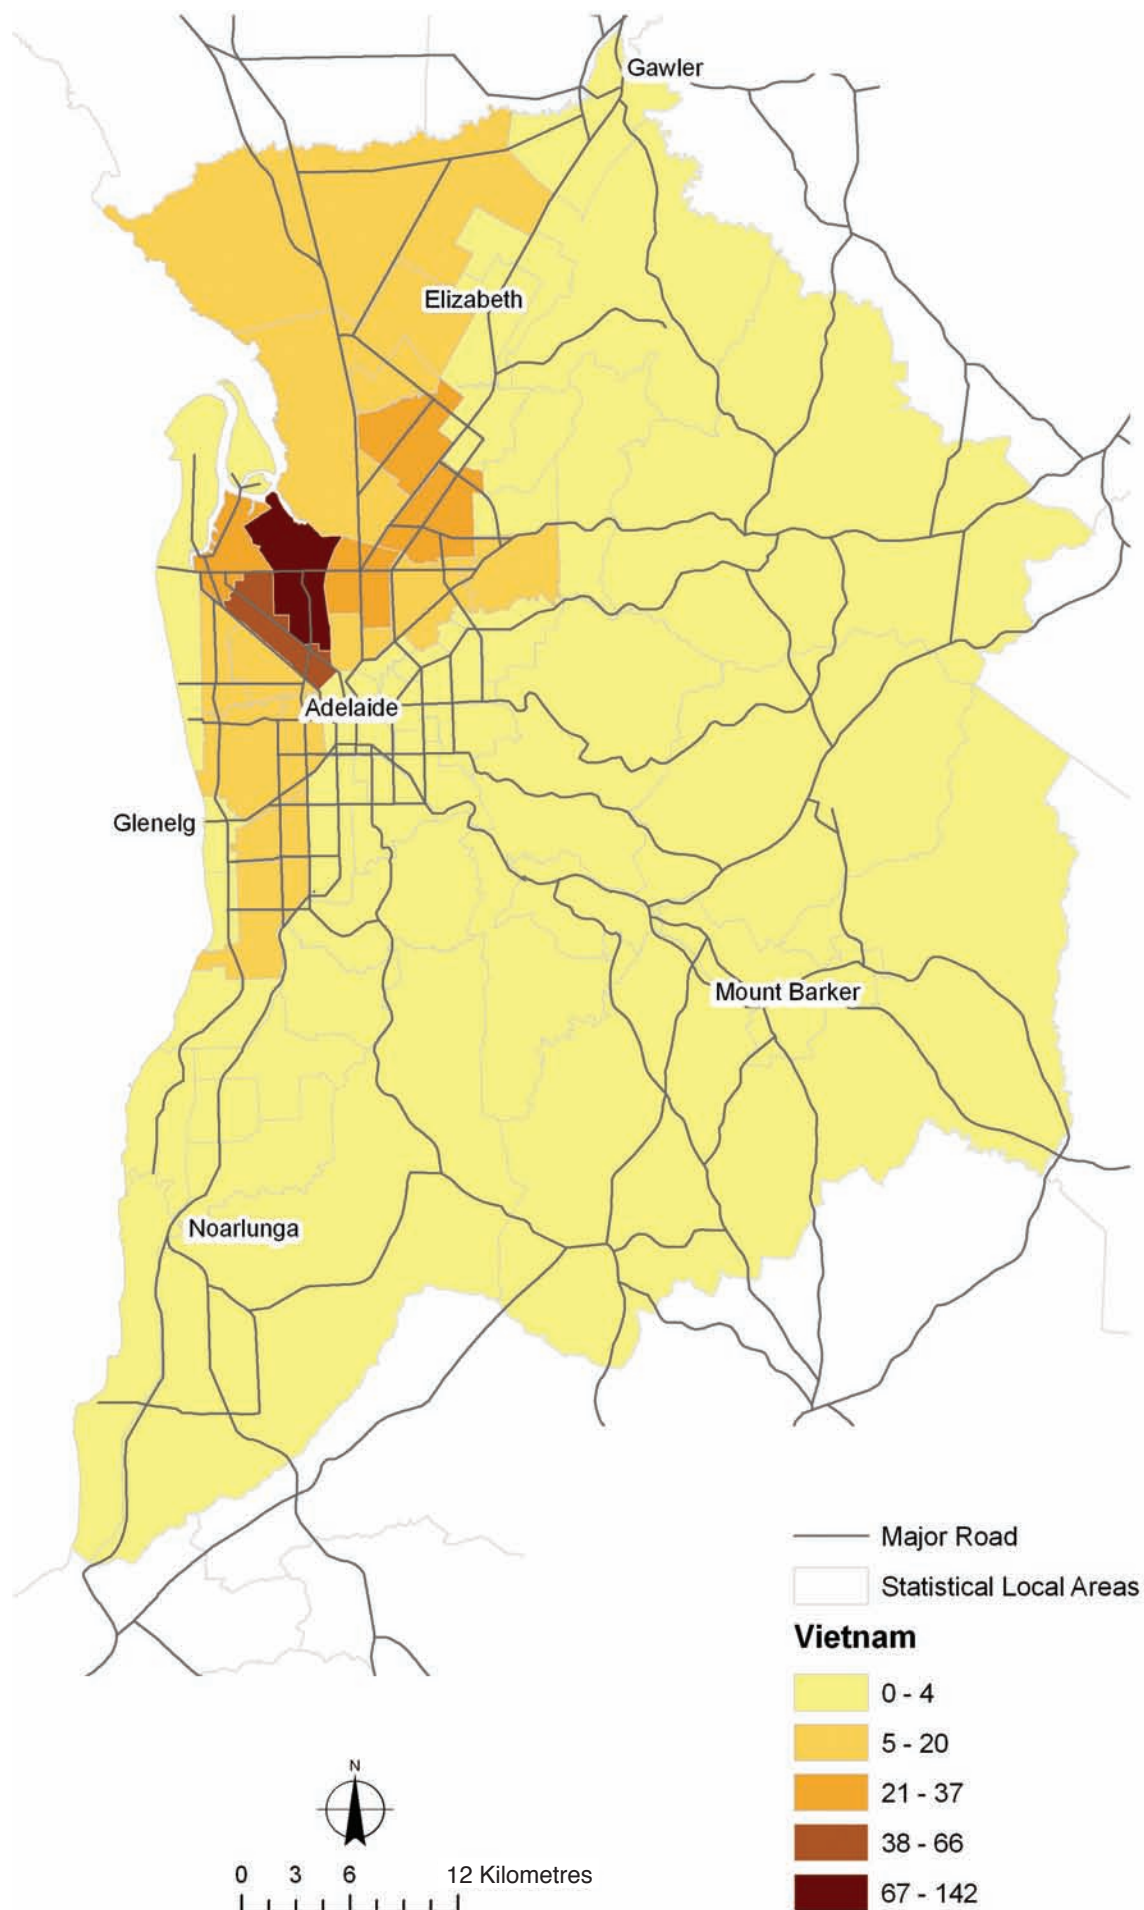 Gawler
Elizabeth
Adelaide
Glenelg
Mount Barker
Noarlunga
Major Road
Statistical Local Areas
Vietnam
0 - 4
5 - 20
21 - 37
38 - 66
67 - 142
N
0 3 6 12 Kilometres